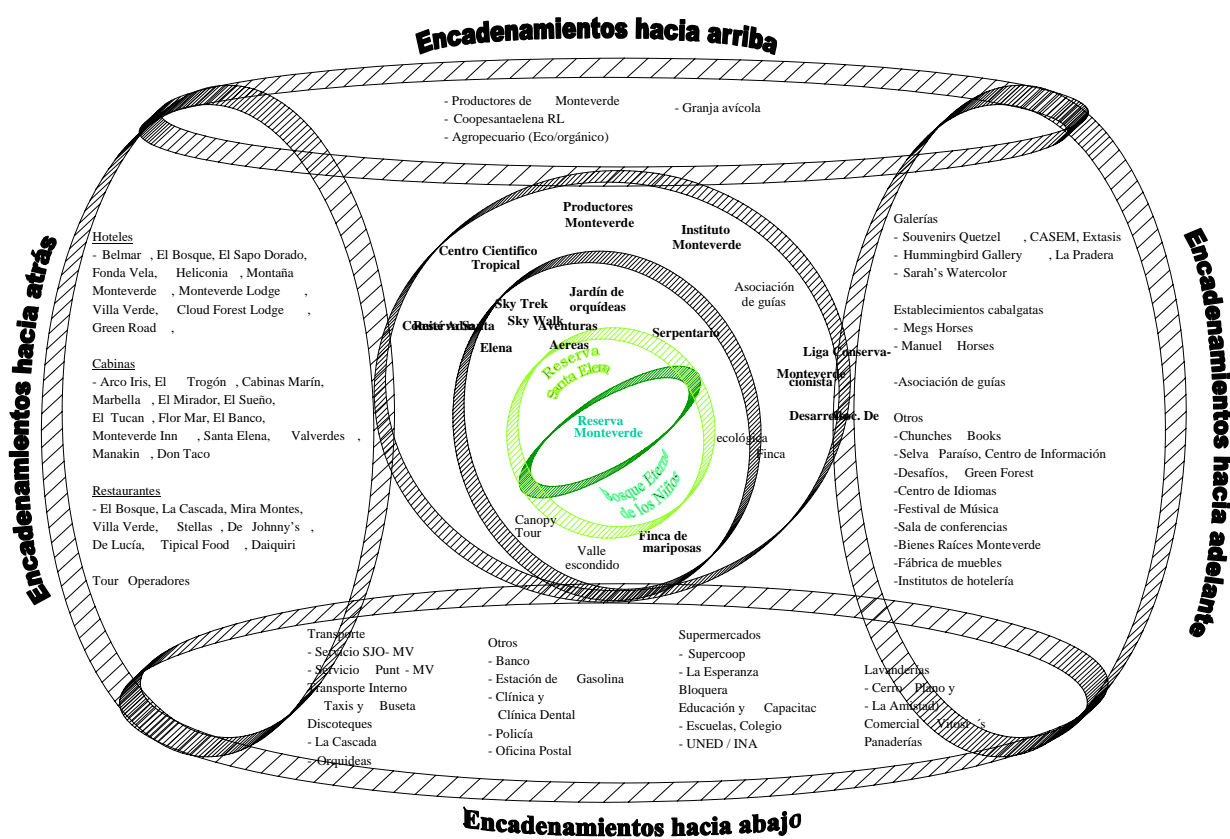 Encadenamientos hacia arriba
- Productores de Monteverde
- Coopesantaelena RL
- Agropecuario (Eco/orgánico)
- Granja avícola
Encadenamientos hacia atrás
Hoteles
- Belmar , El Bosque, El Sapo Dorado,
Fonda Vela, Heliconia , Montaña
Monteverde , Monteverde Lodge ,
Villa Verde, Cloud Forest Lodge ,
Green Road ,
Cabinas
- Arco Iris, El Trogón , Cabinas Marín,
Marbella , El Mirador, El Sueño,
El Tucan , Flor Mar, El Banco,
Monteverde Inn , Santa Elena, Valverdes ,
Manakin , Don Taco
Restaurantes
- El Bosque, La Cascada, Mira Montes,
Villa Verde, Stellas , De Johnny's ,
De Lucía, Tipical Food , Daiquiri
Tour Operadores
Productores
Monteverde
Instituto
Monteverde
Centro Cientifico
Tropical
Asociación
de guías
Jardín de
orquídeas
Sky Trek
Sky Walk
Aventuras
Aereas
Serpentario
Santa
Elena
Liga Conserva-
cionista
Monteverde
Desarrollo
De
Reserva
Santa Elena
Reserva
Monteverde
Bosque Eterno
de los Niños
ecológica
Finca
Canopy
Tour
Valle
escondido
Finca de
mariposas
Galerías
- Souvenirs Quetzel , CASEM, Extasis
- Hummingbird Gallery , La Pradera
- Sarah's Watercolor
Establecimientos cabalgatas
- Megs Horses
- Manuel Horses
-Asociación de guías
Otros
- Chunches Books
-Selva Paraíso, Centro de Información
-Desafíos, Green Forest
-Centro de Idiomas
-Festival de Música
-Sala de conferencias
-Bienes Raíces Monteverde
-Fábrica de muebles
-Institutos de hotelería
Encadenamientos hacia adelante
Transporte
- Servicio SJO- MV
- Servicio Punt - MV
Transporte Interno
Taxis y Buseta
Discoteques
- La Cascada
- Orquideas
Otros
- Banco
- Estación de Gasolina
- Clínica y
Clínica Dental
- Policía
- Oficina Postal
Supermercados
- Supercoop
- La Esperanza
Bloquera
Educación y Capacitac
- Escuelas, Colegio
- UNED / INA
Lavanderías
- Cerro Plano y
- La Amistad)
Comercial Vitosi ´s
Panaderías
Encadenamientos hacia abajo